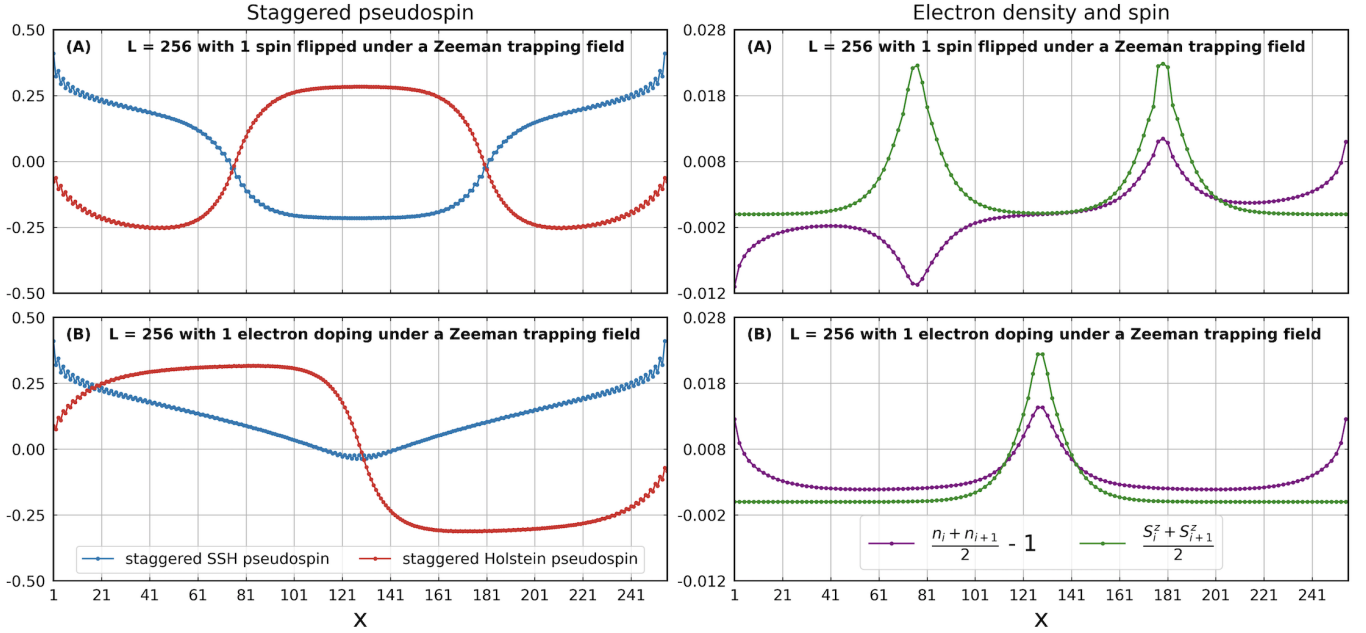 Staggered pseudospin
Electron density and spin
(A) L = 256 with 1 spin flipped under a Zeeman trapping field
0.50
0.25
0.00
-0.25
-0.50
(A) L = 256 with 1 spin flipped under a Zeeman trapping field
0.028
0.018
0.008
-0.002
-0.012
(B) L = 256 with 1 electron doping under a Zeeman trapping field
0.50
0.25
0.00
-0.25
-0.50
staggered SSH pseudospin staggered Holstein pseudospin
1 21 41 61 81 101 121 141 161 181 201 221 241
X
(B) L = 256 with 1 electron doping under a Zeeman trapping field
0.028
0.018
0.008
-0.002
-0.012
$\frac{n_i + n_{i+1}}{2}$ - 1 $\frac{S_i^z + S_{i+1}^z}{2}$
1 21 41 61 81 101 121 141 161 181 201 221 241
X